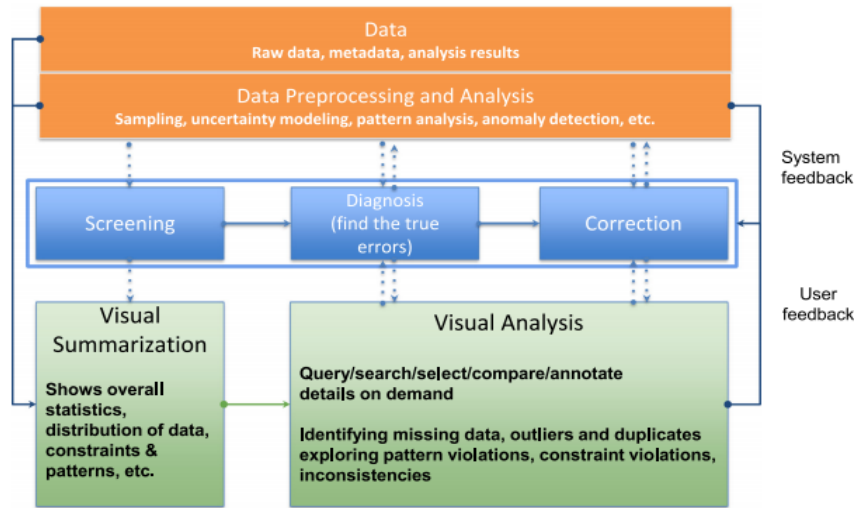 Data
Raw data, metadata, analysis results
Data Preprocessing and Analysis
Sampling, uncertainty modeling, pattern analysis, anomaly detection, etc.
System
feedback
Screening
Diagnosis
(find the true
errors)
Correction
User
feedback
Visual
Summarization
Shows overall
statistics,
distribution of data,
constraints &
patterns, etc.
Visual Analysis
Query/search/select/compare/annotate
details on demand
Identifying missing data, outliers and duplicates
exploring pattern violations, constraint violations,
inconsistencies